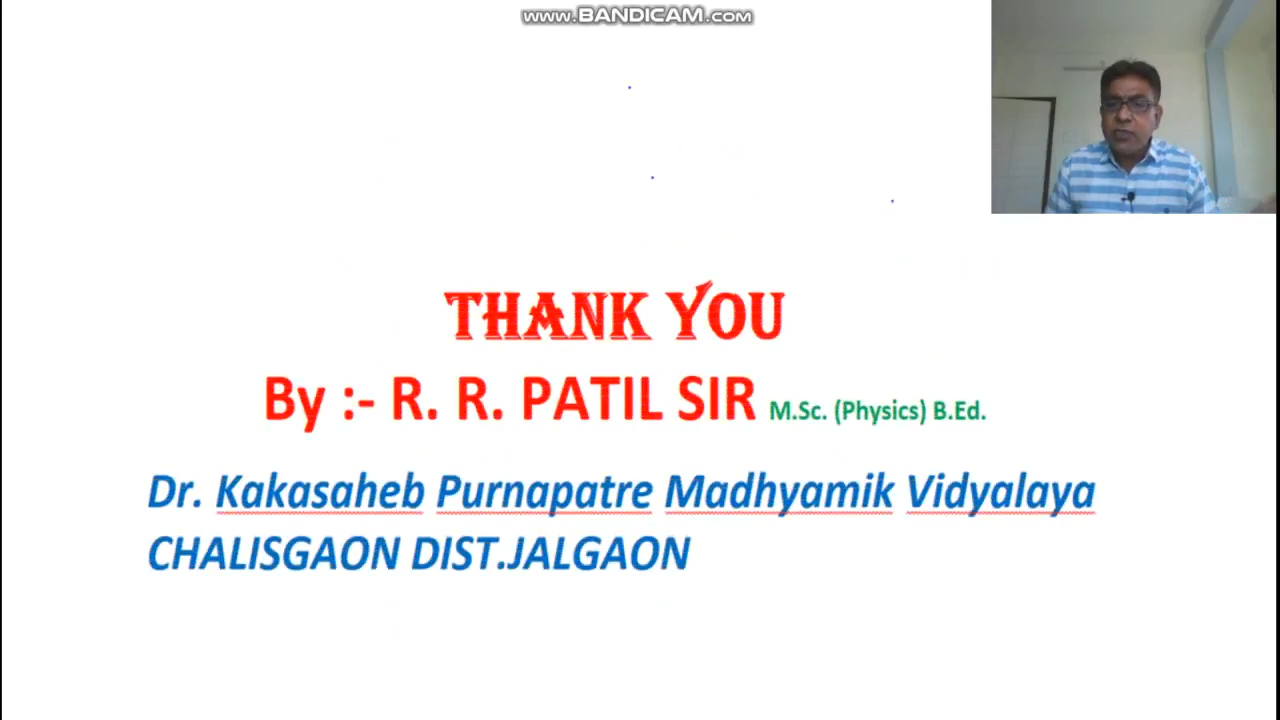 www.BANDICAM.com
THANK YOU
By :- R. R. PATIL SIR M.Sc. (Physics) B.Ed.
Dr. Kakasaheb Purnapatre Madhyamik Vidyalaya
CHALISGAON DIST.JALGAON